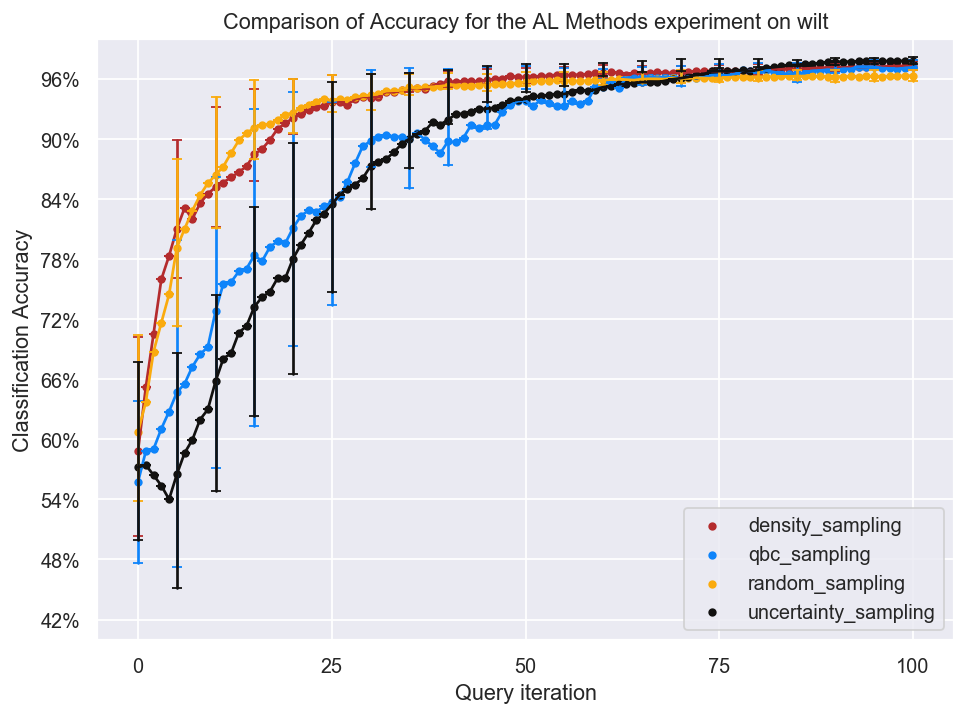 Comparison of Accuracy for the AL Methods experiment on wilt
96%
90%
84%
78%
72%
66%
60%
54%
48%
42%
Classification Accuracy
density_sampling
qbc_sampling
random_sampling
uncertainty_sampling
0 25 50 75 100
Query iteration